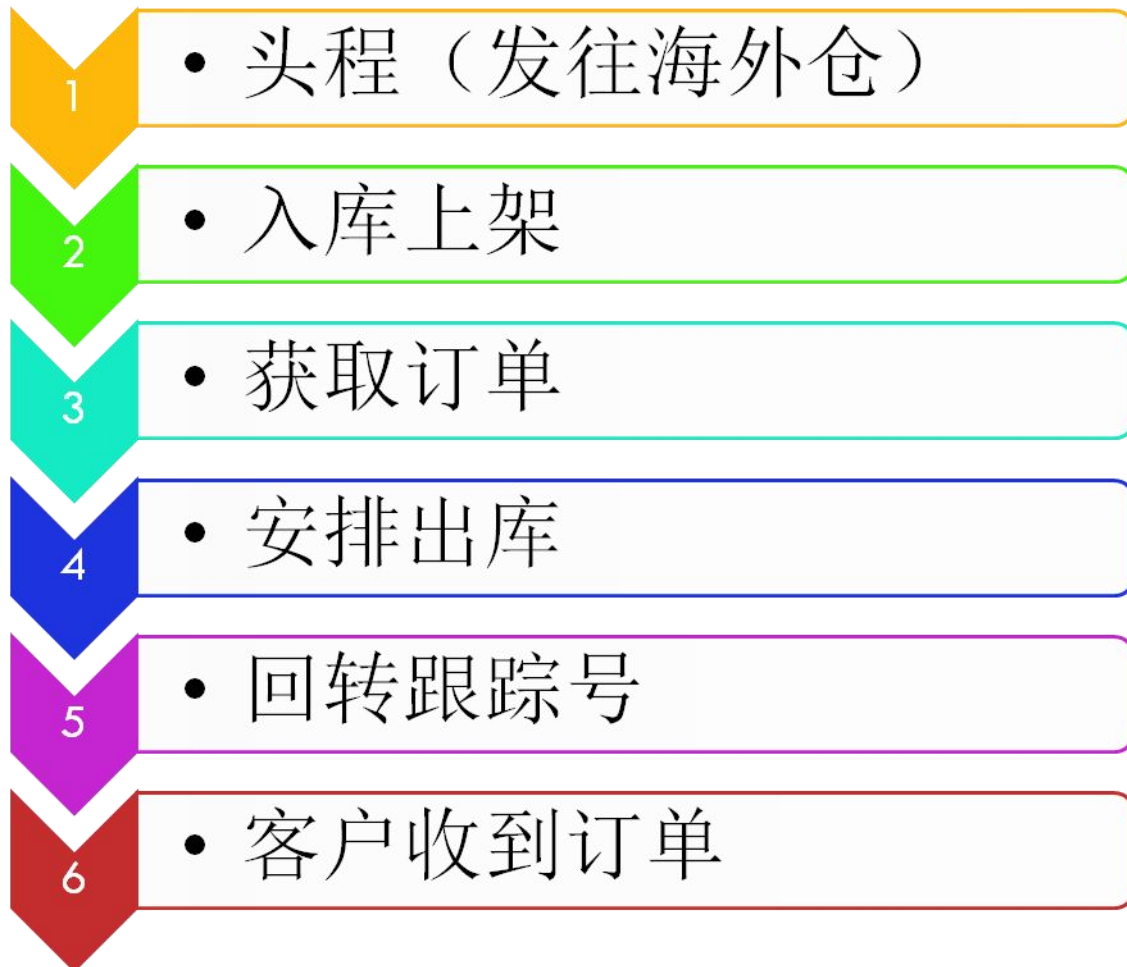 1
• 头程（发往海外仓）
2
• 入库上架
3
• 获取订单
4
• 安排出库
5
• 回转跟踪号
6
• 客户收到订单